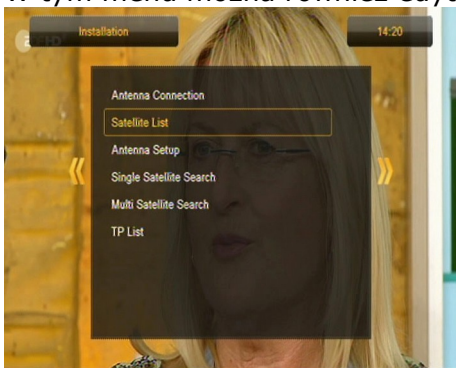 Installation
14:20
Antenna Connection
Satellite List
Antenna Setup
Single Satellite Search
Multi Satellite Search
TP List